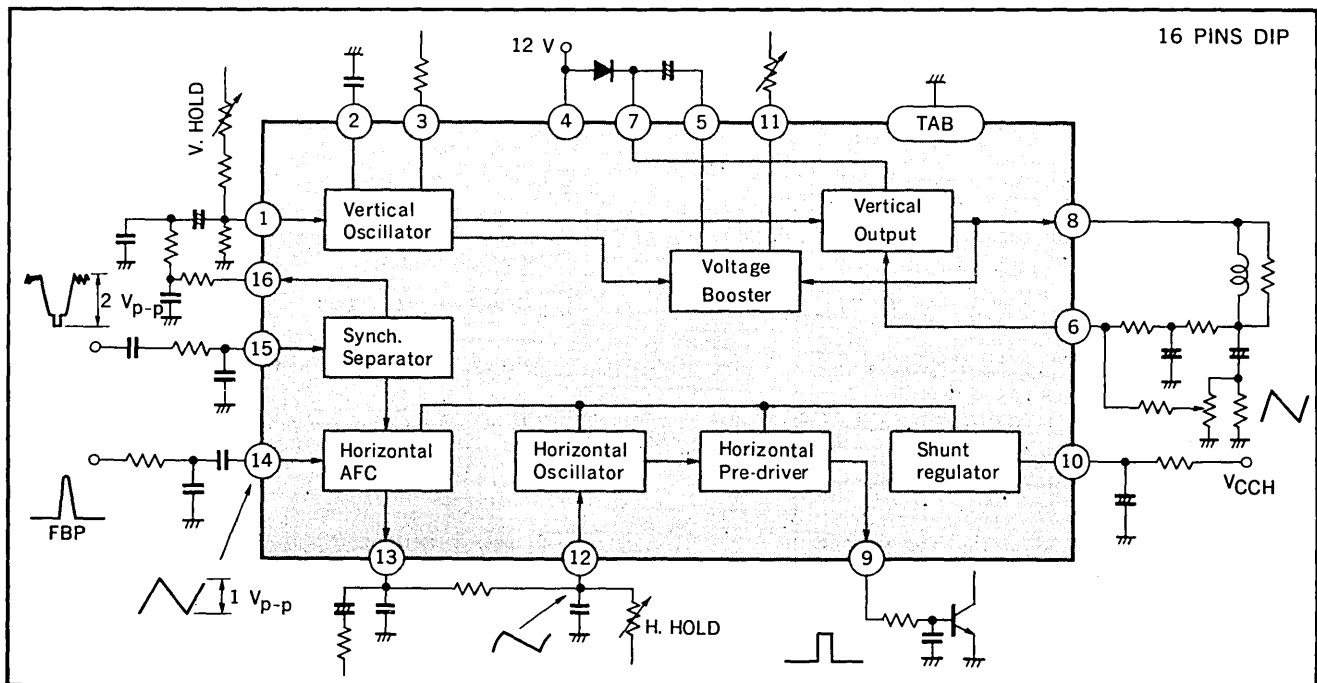 16 PINS DIP
12 V
V. HOLD
2
3
4
7
5
11
TAB
1
Vertical
Oscillator
Vertical
Output
8
Voltage
Booster
16
2 Vp-p
6
15
Synch.
Separator
14
Horizontal
AFC
Horizontal
Oscillator
Horizontal
Pre-driver
Shunt
regulator
10
VCCH
FBP
13
12
9
1 Vp-p
H. HOLD